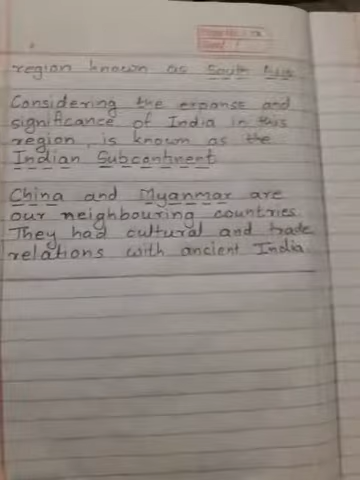 region known as South Asia
Considering the expanse and
significance of India in this
region, is known as the
Indian Subcontinent
China and Myanmar are
our neighbouring countries.
They had cultural and trade
relations with ancient India.